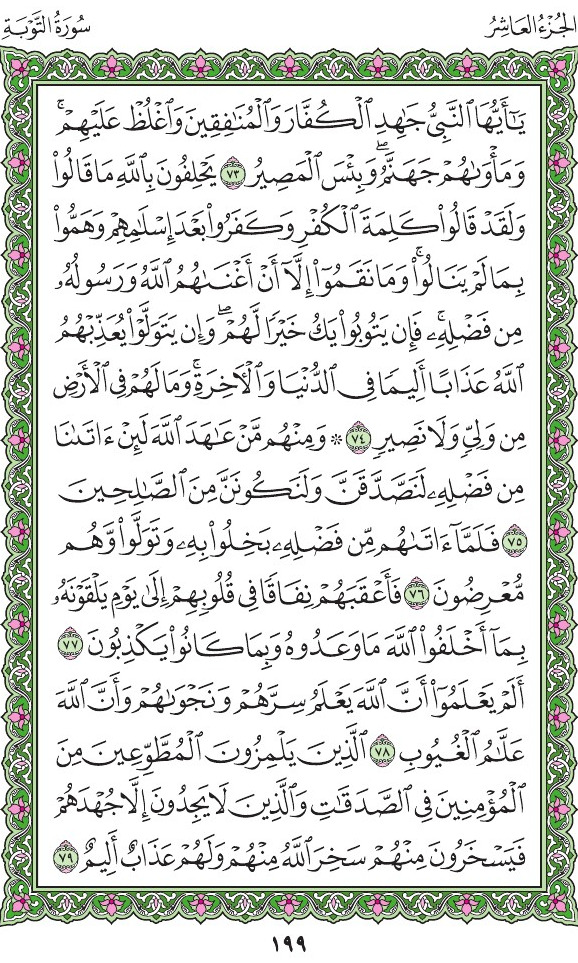 الجُزْءُ العَاشِرُ
سُورَةُ التَّوْبَةِ
يَٰٓأَيُّهَا ٱلنَّبِيُّ جَٰهِدِ ٱلْكُفَّارَ وَٱلْمُنَٰفِقِينَ وَٱغْلُظْ عَلَيْهِمْۚ
وَمَأْوَىٰهُمْ جَهَنَّمُۖ وَبِئْسَ ٱلْمَصِيرُ ٧٣ يَحْلِفُونَ بِٱللَّهِ مَا قَالُوا۟
وَلَقَدْ قَالُوا۟ كَلِمَةَ ٱلْكُفْرِ وَكَفَرُوا۟ بَعْدَ إِسْلَٰمِهِمْ وَهَمُّوا۟
بِمَا لَمْ يَنَالُوا۟ۚ وَمَا نَقَمُوٓا۟ إِلَّآ أَنْ أَغْنَىٰهُمُ ٱللَّهُ وَرَسُولُهُۥ
مِن فَضْلِهِۦۚ فَإِن يَتُوبُوا۟ يَكُ خَيْرًا لَّهُمْۖ وَإِن يَتَوَلَّوْا۟ يُعَذِّبْهُمُ
ٱللَّهُ عَذَابًا أَلِيمًا فِى ٱلدُّنْيَا وَٱلْءَاخِرَةِۚ وَمَا لَهُمْ فِى ٱلْأَرْضِ
مِن وَلِىٍّ وَلَا نَصِيرٍ ٧٤ ۞ وَمِنْهُم مَّنْ عَٰهَدَ ٱللَّهَ لَئِنْ ءَاتَىٰنَا
مِن فَضْلِهِۦ لَنَصَّدَّقَنَّ وَلَنَكُونَنَّ مِنَ ٱلصَّٰلِحِينَ
٧٥ فَلَمَّآ ءَاتَىٰهُم مِّن فَضْلِهِۦ بَخِلُوا۟ بِهِۦ وَتَوَلَّوا۟ وَّهُم
مُّعْرِضُونَ ٧٦ فَأَعْقَبَهُمْ نِفَاقًا فِى قُلُوبِهِمْ إِلَىٰ يَوْمِ يَلْقَوْنَهُۥ
بِمَآ أَخْلَفُوا۟ ٱللَّهَ مَا وَعَدُوهُ وَبِمَا كَانُوا۟ يَكْذِبُونَ ٧٧
أَلَمْ يَعْلَمُوٓا۟ أَنَّ ٱللَّهَ يَعْلَمُ سِرَّهُمْ وَنَجْوَىٰهُمْ وَأَنَّ ٱللَّهَ
عَلَّٰمُ ٱلْغُيُوبِ ٧٨ ٱلَّذِينَ يَلْمِزُونَ ٱلْمُطَّوِّعِينَ مِنَ
ٱلْمُؤْمِنِينَ فِى ٱلصَّدَقَٰتِ وَٱلَّذِينَ لَا يَجِدُونَ إِلَّا جُهْدَهُمْ
فَيَسْخَرُونَ مِنْهُمْ سَخِرَ ٱللَّهُ مِنْهُمْ وَلَهُمْ عَذَابٌ أَلِيمٌ ٧٩
١٩٩